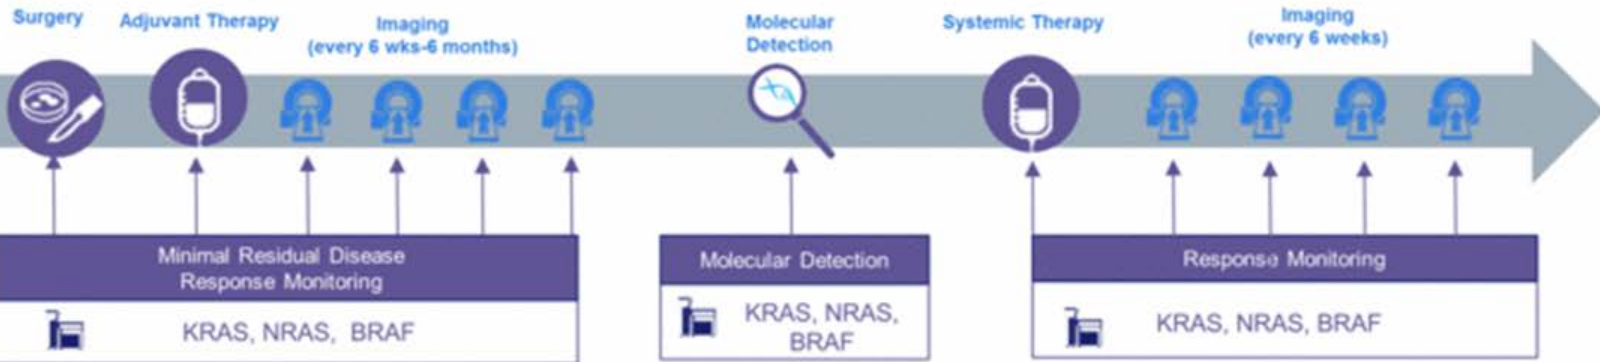 Surgery
Adjuvant Therapy
Imaging
(every 6 wks-6 months)
Molecular
Detection
Systemic Therapy
Imaging
(every 6 weeks)
Minimal Residual Disease
Response Monitoring
KRAS, NRAS, BRAF
Molecular Detection
KRAS, NRAS,
BRAF
Response Monitoring
KRAS, NRAS, BRAF